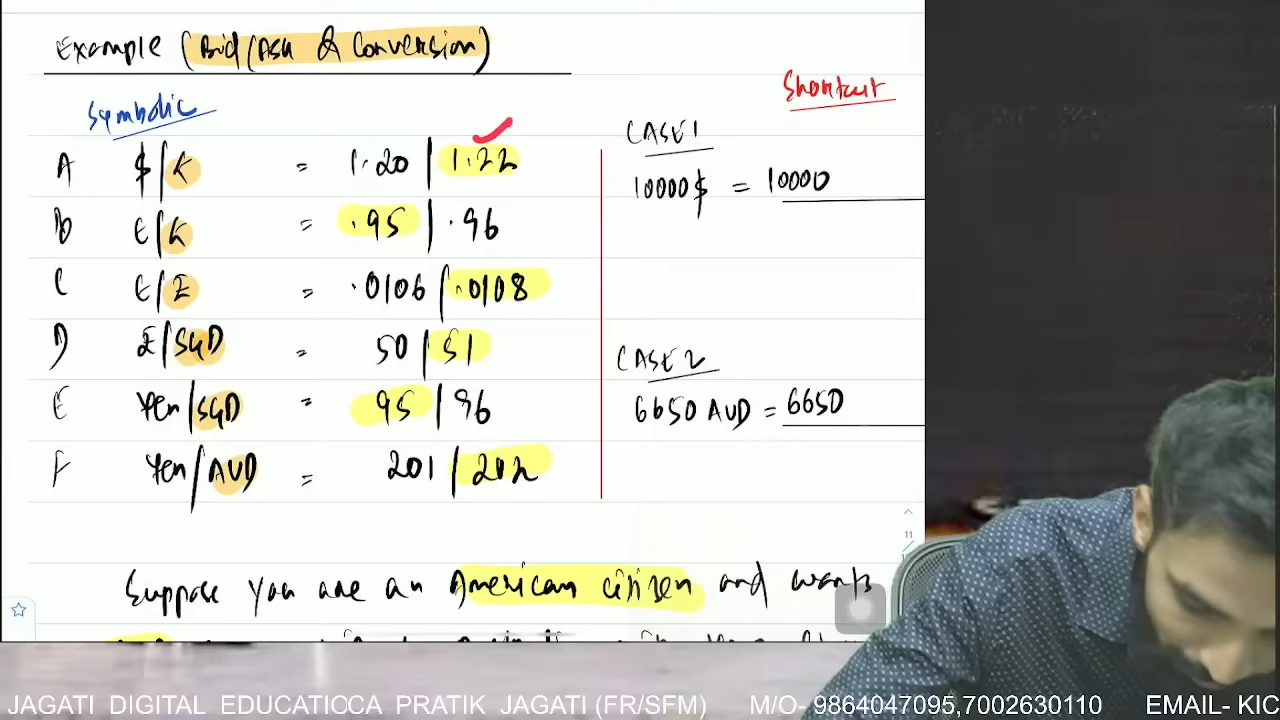 Example (Bid/Ask & Conversion)
Symbolic
Shortcut
A $/£ = 1.20 | 1.22
B €/£ = .95 | .96
C €/₹ = .0106 | .0108
D ₹/SGD = 50 | 51
E Yen/SGD = 95 | 96
F Yen/AUD = 201 | 202
CASE 1
10000$ = 10000
CASE 2
6650 AUD = 6650
11
Suppose you are an American citizen and wants
JAGATI DIGITAL EDUCATIOCCA PRATIK JAGATI (FR/SFM) M/O- 9864047095,7002630110 EMAIL- KIC